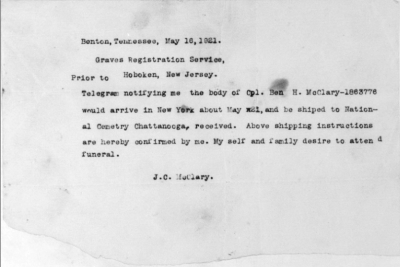 Benton, Tennessee, May 16, 1921.
Graves Registration Service,
Prior to Hoboken, New Jersey.
Telegram notifying me the body of Cpl. Ben H. McClary-1863776
would arrive in New York about May x21, and be shiped to Nation-
al Cemetry Chattanooga, received. Above shipping instructions
are hereby confirmed by me. My self and family desire to attend
funeral.
J.C. McClary.